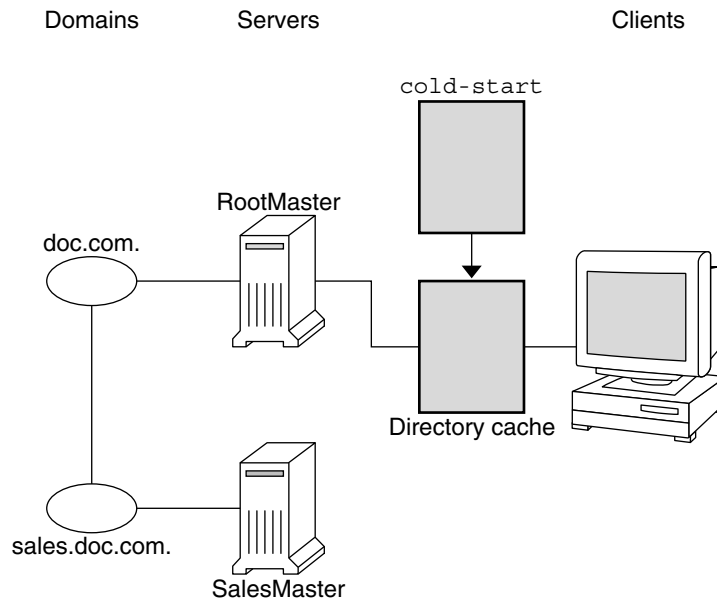 Domains
Servers
Clients
cold-start
RootMaster
doc.com.
Directory cache
sales.doc.com.
SalesMaster